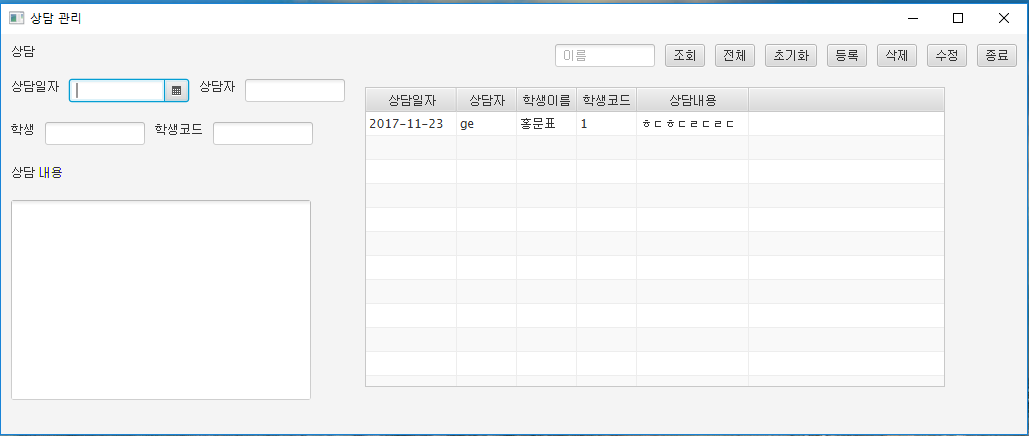 상담 관리
상담
이름 조회 전체 초기화 등록 삭제 수정 종료
상담일자 상담자
학생 학생코드
상담 내용
상담일자 상담자 학생이름 학생코드 상담내용
2017-11-23 ge 홍문표 1 ㅎㄷㅎㄷㄹㄷㄹㄷ